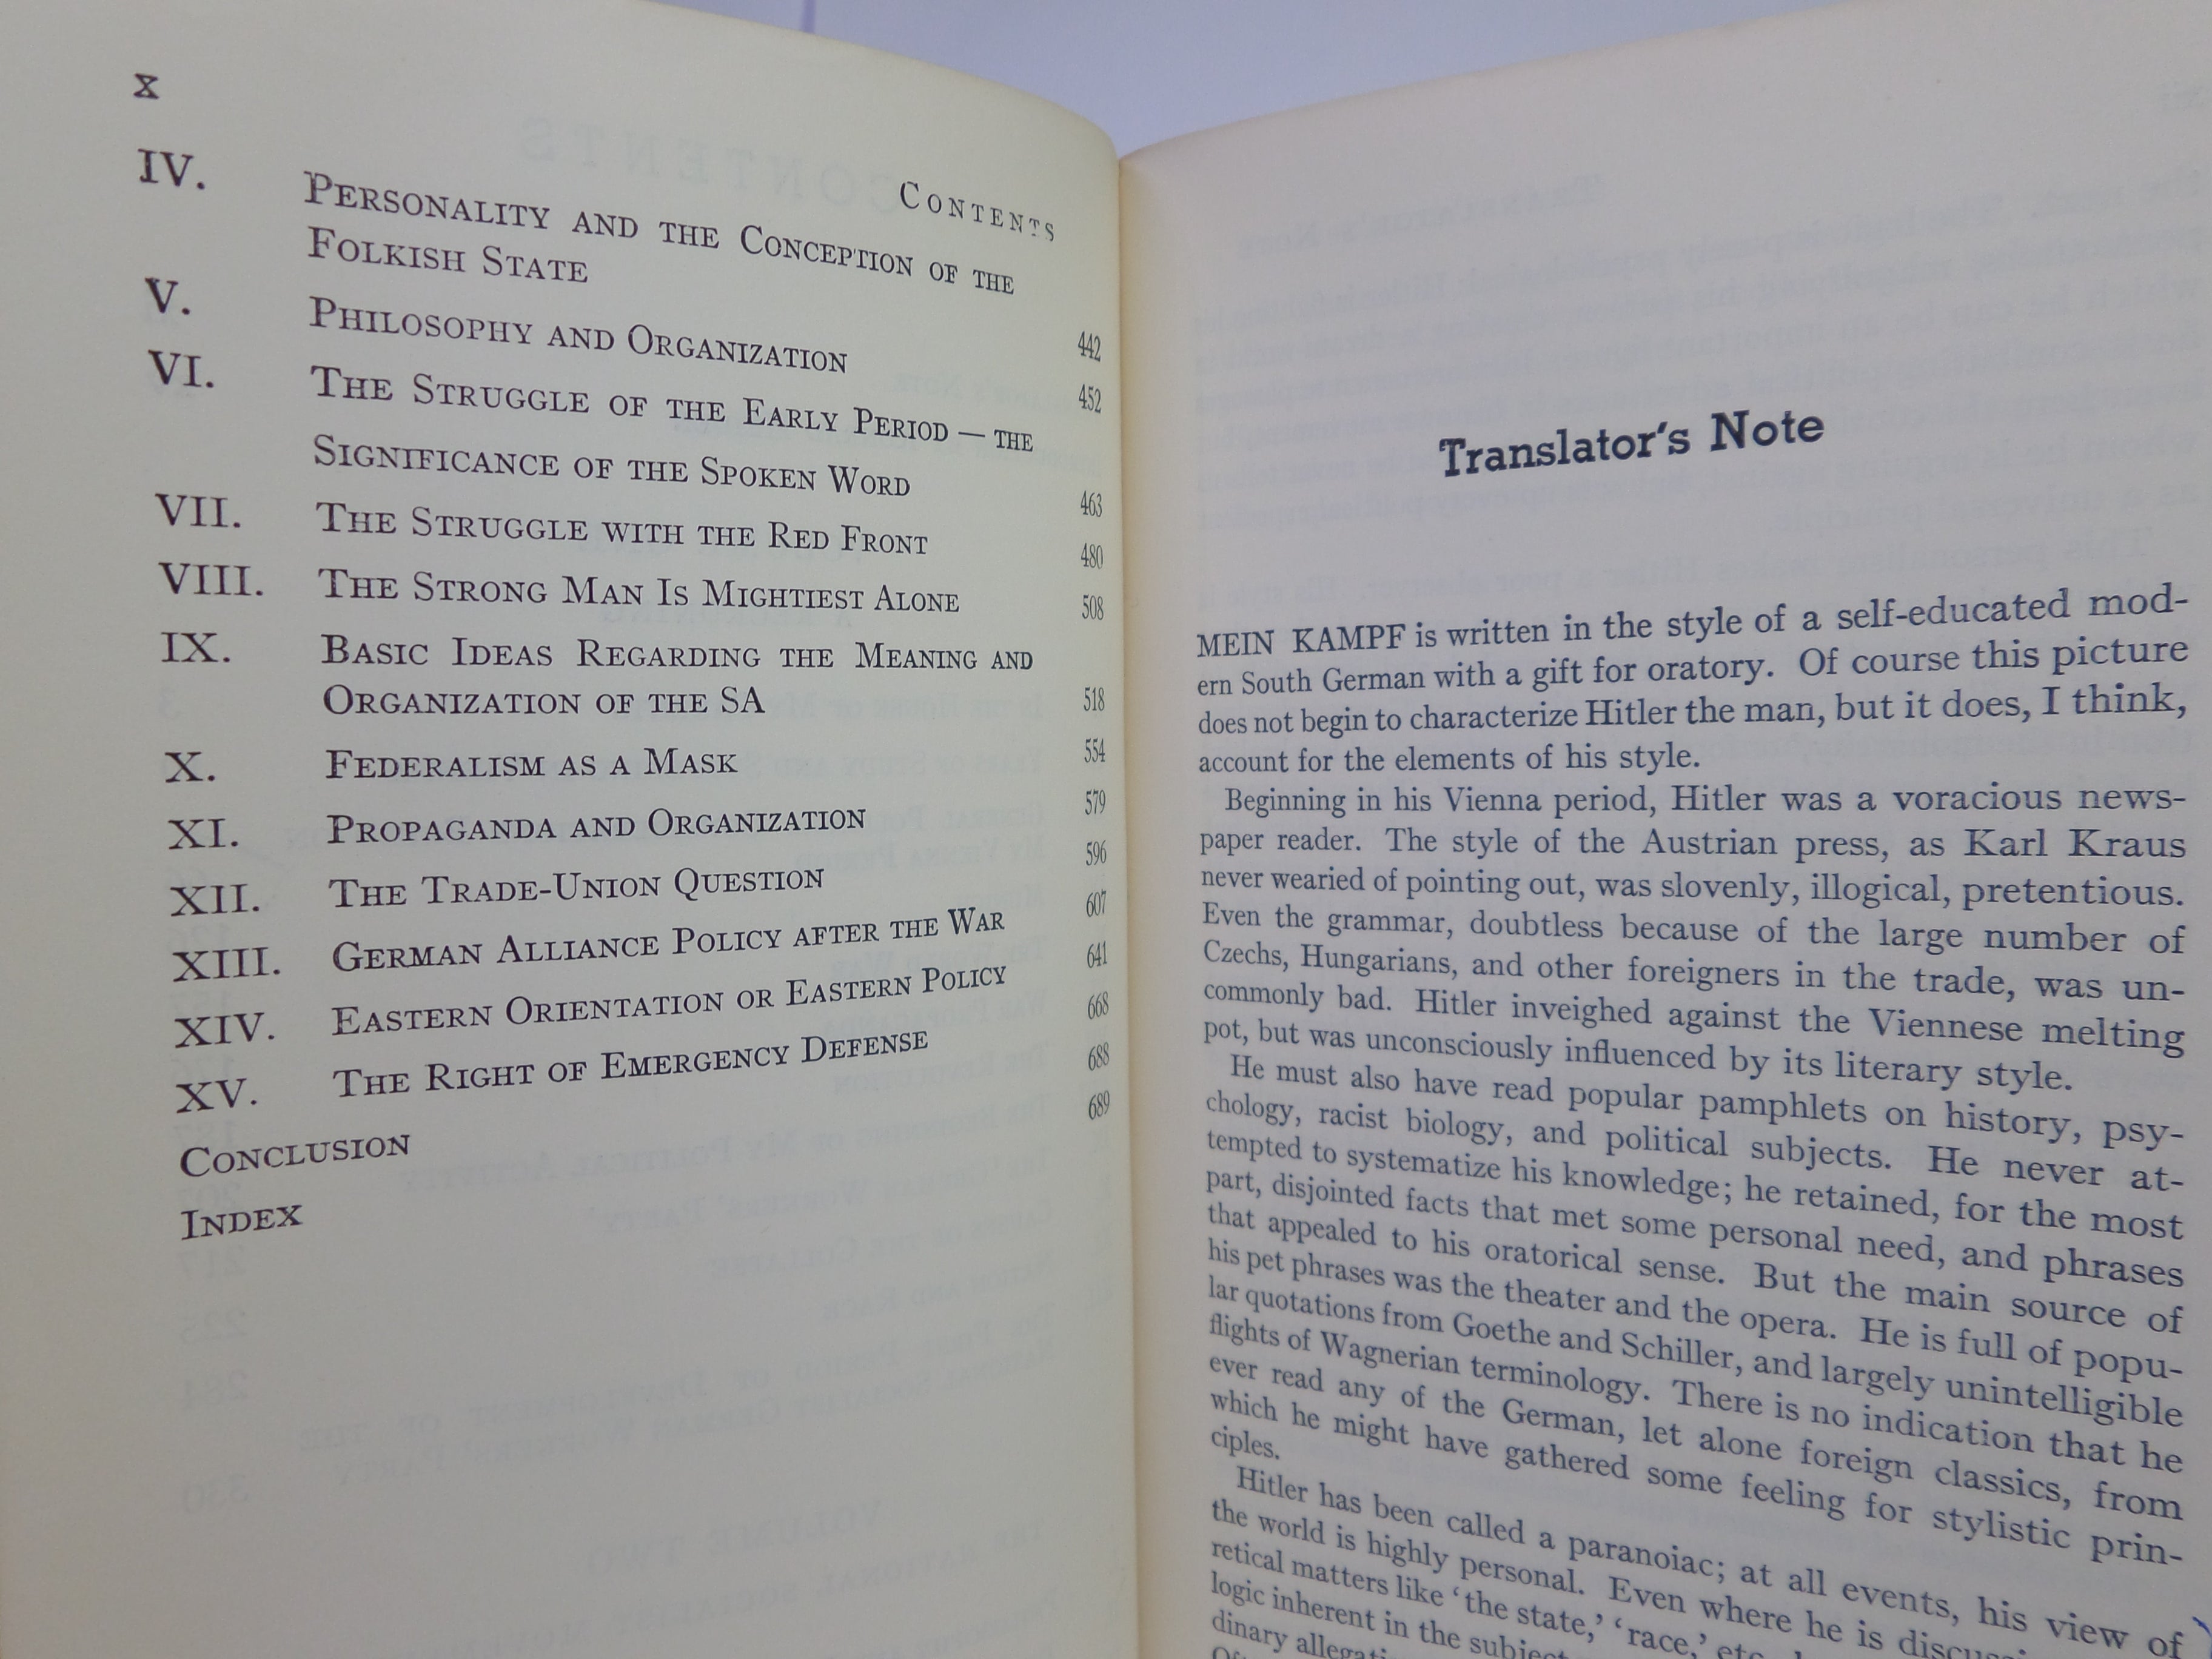 x
CONTENTS
IV. PERSONALITY AND THE CONCEPTION OF THE
FOLKISH STATE 442
V. PHILOSOPHY AND ORGANIZATION 452
VI. THE STRUGGLE OF THE EARLY PERIOD — THE
SIGNIFICANCE OF THE SPOKEN WORD 463
VII. THE STRUGGLE WITH THE RED FRONT 480
VIII. THE STRONG MAN IS MIGHTIEST ALONE 508
IX. BASIC IDEAS REGARDING THE MEANING AND
ORGANIZATION OF THE SA 518
X. FEDERALISM AS A MASK 554
XI. PROPAGANDA AND ORGANIZATION 579
XII. THE TRADE-UNION QUESTION 596
XIII. GERMAN ALLIANCE POLICY AFTER THE WAR 607
XIV. EASTERN ORIENTATION OR EASTERN POLICY 641
XV. THE RIGHT OF EMERGENCY DEFENSE 668
CONCLUSION 688
INDEX 689
Translator's Note
MEIN KAMPF is written in the style of a self-educated mod-
ern South German with a gift for oratory. Of course this picture
does not begin to characterize Hitler the man, but it does, I think,
account for the elements of his style.
Beginning in his Vienna period, Hitler was a voracious news-
paper reader. The style of the Austrian press, as Karl Kraus
never wearied of pointing out, was slovenly, illogical, pretentious.
Even the grammar, doubtless because of the large number of
Czechs, Hungarians, and other foreigners in the trade, was un-
commonly bad. Hitler inveighed against the Viennese melting
pot, but was unconsciously influenced by its literary style.
He must also have read popular pamphlets on history, psy-
chology, racist biology, and political subjects. He never at-
tempted to systematize his knowledge; he retained, for the most
part, disjointed facts that met some personal need, and phrases
that appealed to his oratorical sense. But the main source of
his pet phrases was the theater and the opera. He is full of popu-
lar quotations from Goethe and Schiller, and largely unintelligible
flights of Wagnerian terminology. There is no indication that he
ever read any of the German, let alone foreign classics, from
which he might have gathered some feeling for stylistic prin-
ciples.
Hitler has been called a paranoiac; at all events, his view of
the world is highly personal. Even where he is
retical matters like 'the state,' 'race,' etc.
logic inherent in the
dinary